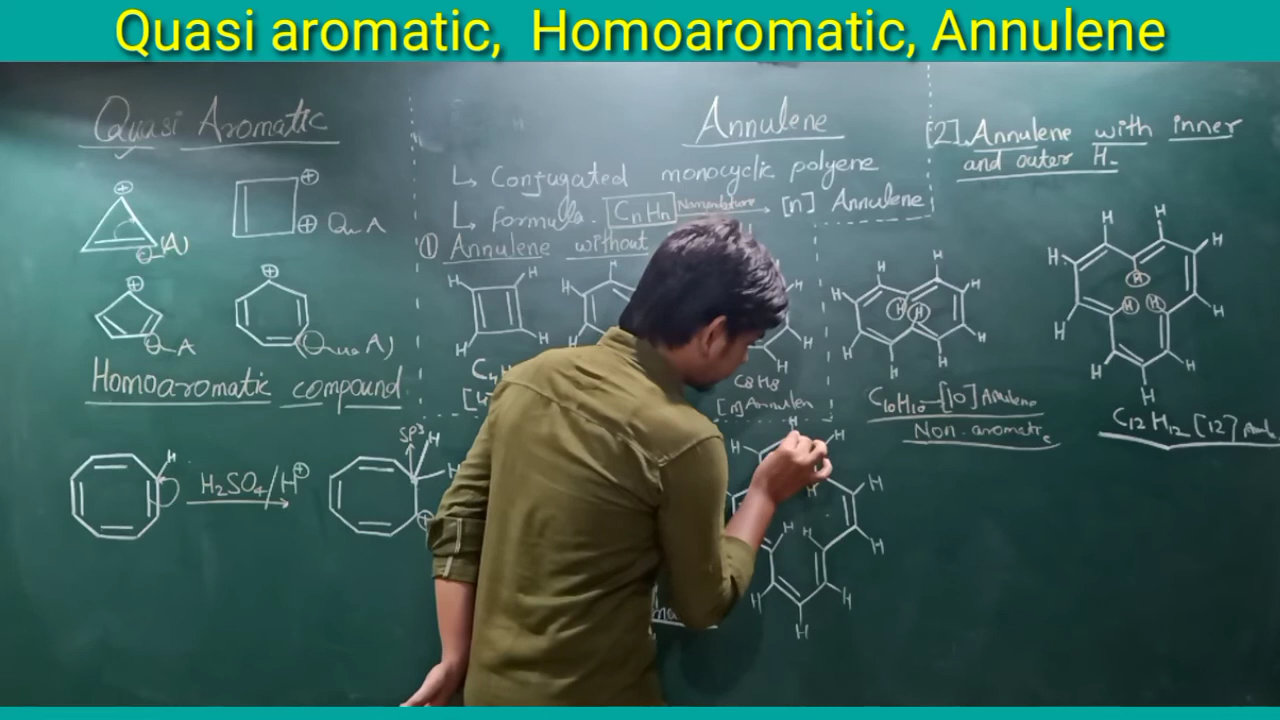 Quasi aromatic, Homoaromatic, Annulene
Quasi Aromatic
⊕
⊖ (A)
⊕
⊕ Qu A
⊕
⊖ A
⊕
(Qua A)
Homoaromatic compound
H
H2SO4/H⊕
SP3 H
H
⊕
Annulene
↳ Conjugated monocyclic polyene
↳ formula. CnHn Nomenclature → [n] Annulene
① Annulene without
H H
H H
H
H
H
C4H
[4
C8H8
[n] Annulen
[2]. Annulene with inner
and outer H-
H H
H H
H H
H H
H H
C10H10 - [10] Annulene
Non-aromatic
H H
H H
H
H H
H H
H H
H
C12H12 [12]
H
H H
H H
H H H
H H
H